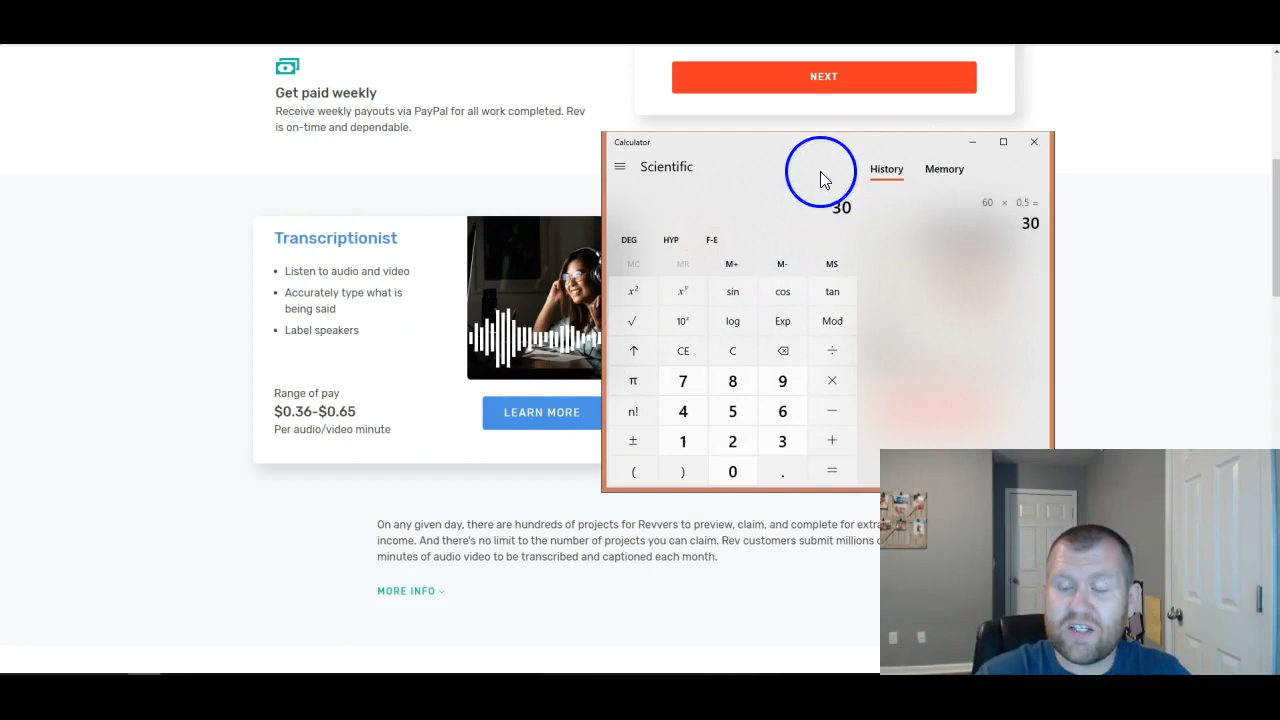 Get paid weekly
Receive weekly payouts via PayPal for all work completed. Rev
is on-time and dependable.
NEXT
Calculator
Scientific
History
Memory
30
60 × 0.5 =
30
DEG
HYP
F-E
MC
MR
M+
M-
MS
x²
xʸ
sin
cos
tan
√
10ˣ
log
Exp
Mod
↑
CE
C
⌫
÷
π
7
8
9
×
n!
4
5
6
−
±
1
2
3
+
(
)
0
.
=
Transcriptionist
• Listen to audio and video
• Accurately type what is
being said
• Label speakers
Range of pay
$0.36-$0.65
Per audio/video minute
LEARN MORE
On any given day, there are hundreds of projects for Revvers to preview, claim, and complete for
income. And there's no limit to the number of projects you can claim. Rev customers submit millions
minutes of audio video to be transcribed and captioned each month.
MORE INFO